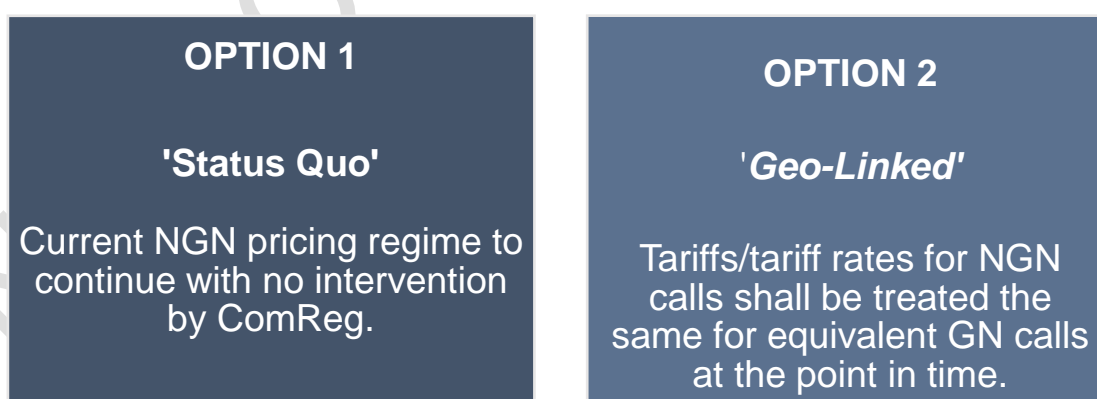 OPTION 1
'Status Quo'
Current NGN pricing regime to
continue with no intervention
by ComReg.
OPTION 2
'Geo-Linked'
Tariffs/tariff rates for NGN
calls shall be treated the
same for equivalent GN calls
at the point in time.